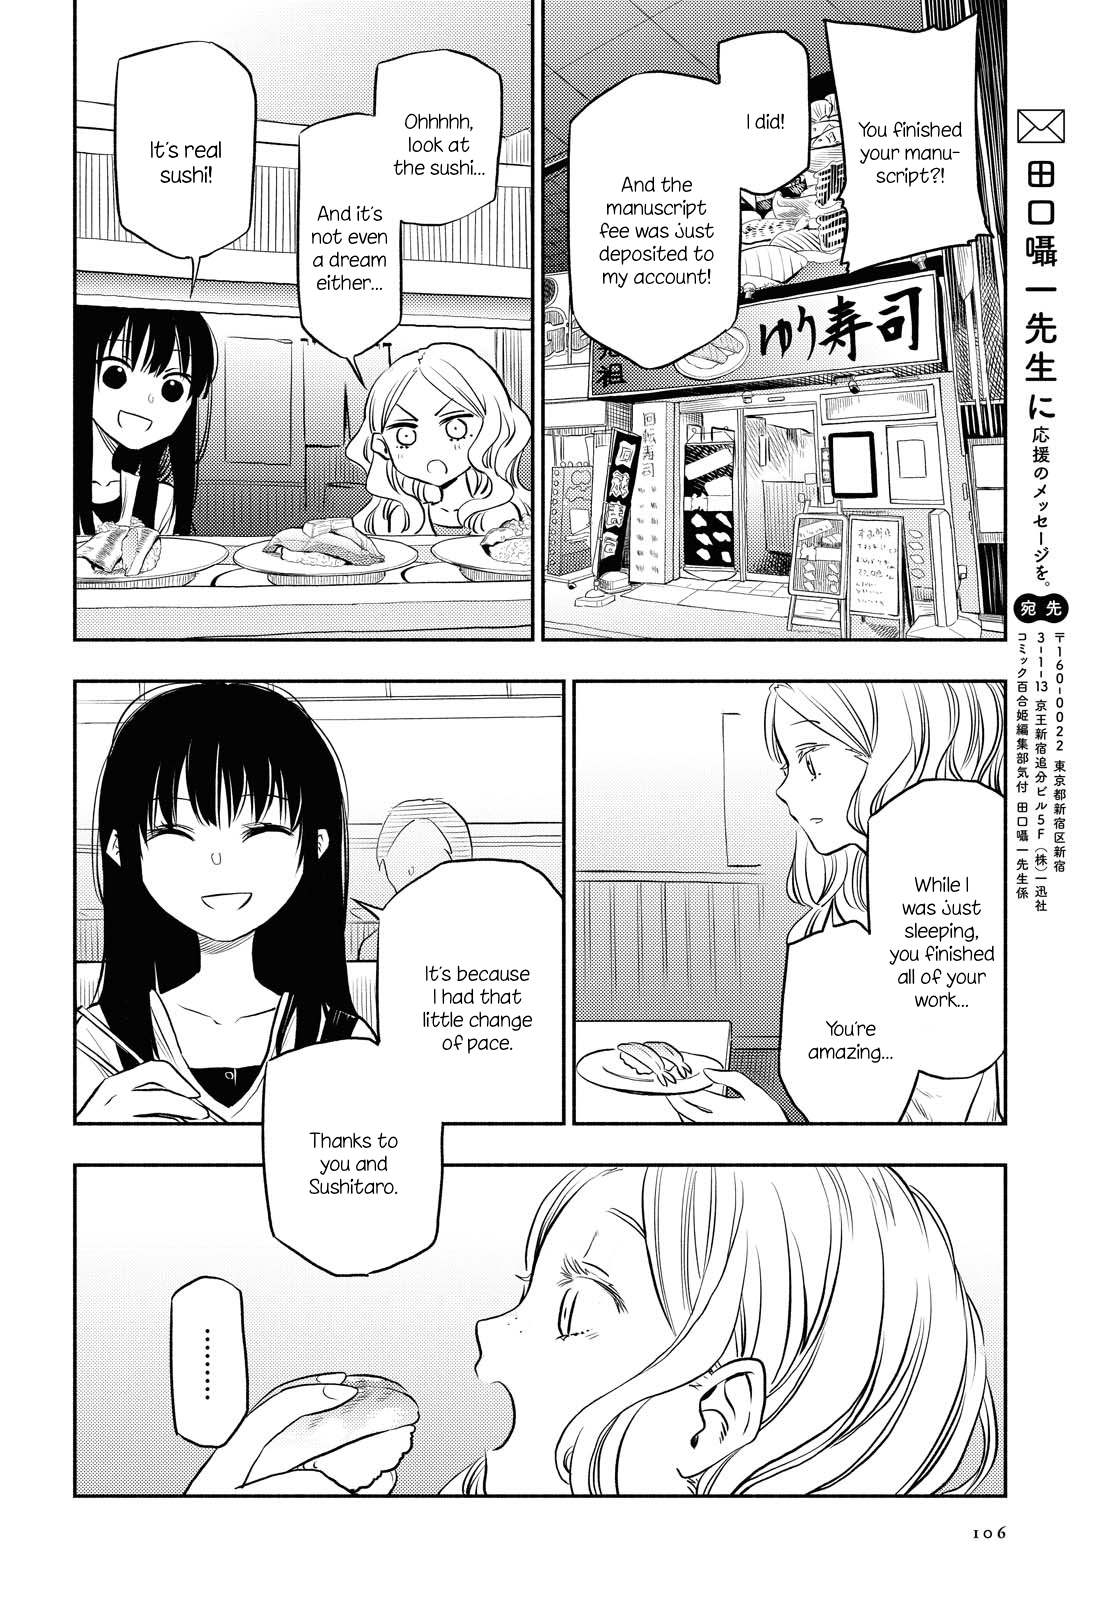 You finished
your manu-
script?!
I did!
And the
manuscript
fee was just
deposited to
my account!
ゆり寿司
回転寿司
Ohhhhh,
look at
the sushi...
And it's
not even
a dream
either...
It's real
sushi!
While I
was just
sleeping,
you finished
all of your
work...
You're
amazing...
It's because
I had that
little change
of pace.
Thanks to
you and
Sushitaro.
.........
田口囁一先生に応援のメッセージを。
宛先
〒160-0022 東京都新宿区新宿
3-1-13 京王新宿追分ビル5F (株)一迅社
コミック百合姫編集部気付 田口囁一先生係
106